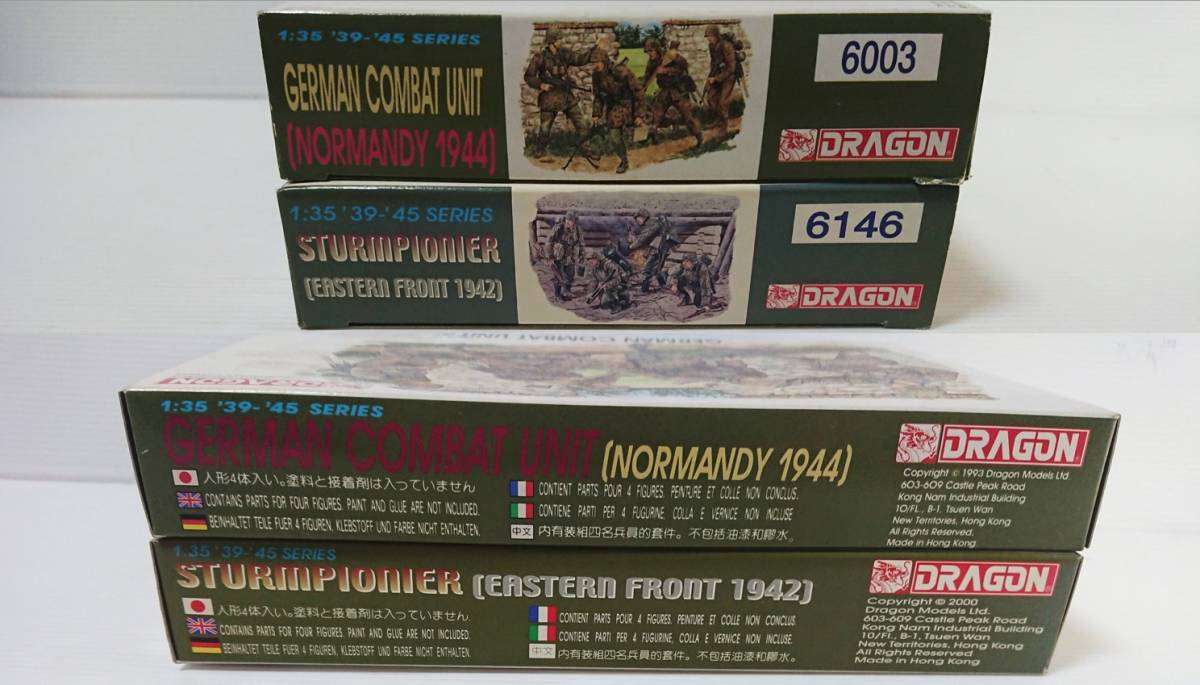 1:35 '39-'45 SERIES
GERMAN COMBAT UNIT
(NORMANDY 1944)
6003
DRAGON
1:35 '39-'45 SERIES
STURMPIONIER
(EASTERN FRONT 1942)
6146
DRAGON
GERMAN COMBAT UNIT
DRAGON
1:35 '39-'45 SERIES
GERMAN COMBAT UNIT (NORMANDY 1944)
人形4体入い。塗料と接着剤は入っていません
CONTAINS PARTS FOR FOUR FIGURES. PAINT AND GLUE ARE NOT INCLUDED.
BEINHALTET TEILE FUER 4 FIGUREN, KLEBSTOFF UND FARBE NICHT ENTHALTEN.
CONTIENT PARTS POUR 4 FIGURES. PEINTURE ET COLLE NON CONCLUS.
CONTIENE PARTI PER 4 FUGURINE. COLLA E VERNICE NON INCLUSE
中文 内有装組四名兵員的套件。不包括油漆和膠水。
DRAGON
Copyright © 1993 Dragon Models Ltd.
603-609 Castle Peak Road
Kong Nam Industrial Building
10/FL., B-1, Tsuen Wan
New Territories, Hong Kong
All Rights Reserved.
Made in Hong Kong
1:35 '39-'45 SERIES
STURMPIONIER (EASTERN FRONT 1942)
人形4体入い。塗料と接着剤は入っていません。
CONTAINS PARTS FOR FOUR FIGURES. PAINT AND GLUE ARE NOT INCLUDED.
BEINHALTET TEILE FUER 4 FIGUREN, KLEBSTOFF UND FARBE NICHT ENTHALTEN.
CONTIENT PARTS POUR 4 FIGURES. PEINTURE ET COLLE NON CONCLUS
CONTIENE PARTI PER 4 FUGURINE, COLLA E VERNICE NON INCLUSE.
中文 内有装組四名兵員的套件。不包括油漆和膠水。
DRAGON
Copyright © 2000
Dragon Models Ltd.
603-609 Castle Peak Road
Kong Nam Industrial Building
10/Fl., B-1, Tsuen Wan
New Territories, Hong Kong
All Rights Reserved
Made in Hong Kong